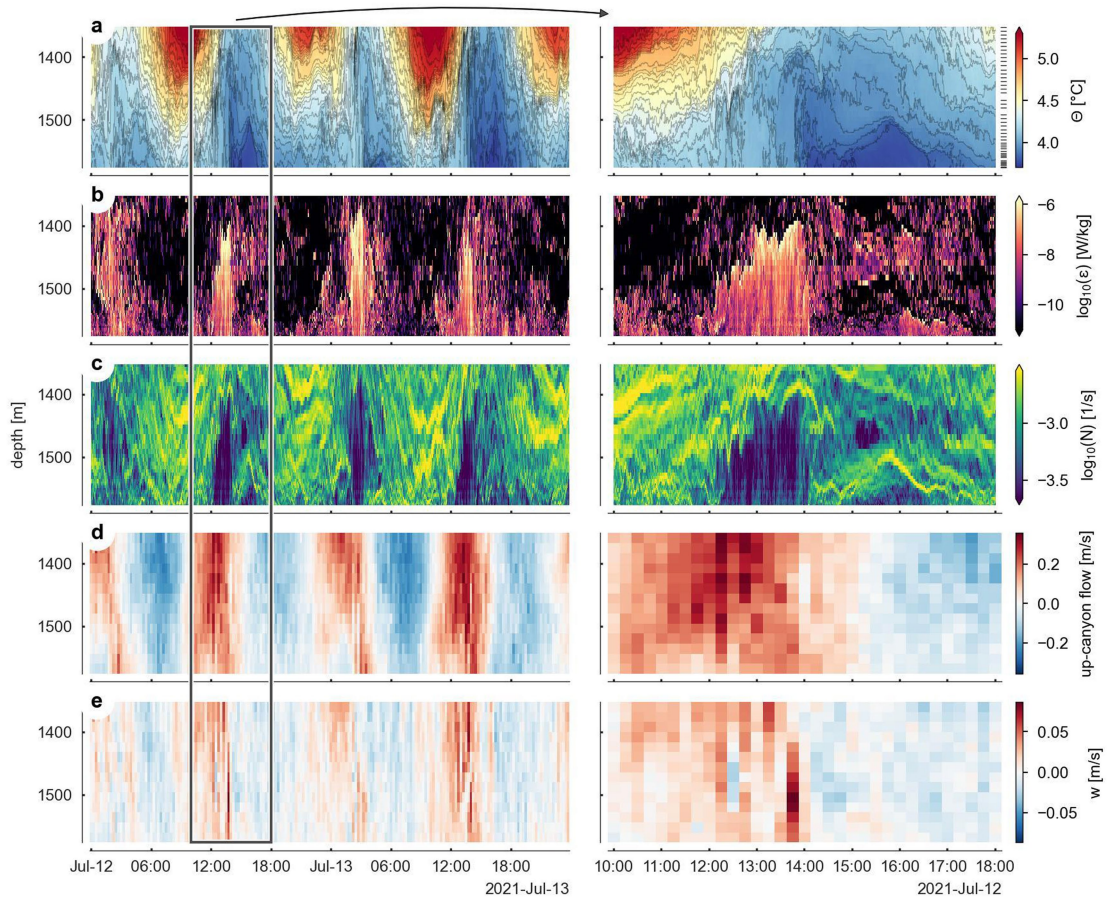 a
1400
1500
5.0
4.5
4.0
Θ [°C]
b
1400
1500
−6
−8
−10
log10(ε) [W/kg]
c
1400
1500
depth [m]
−3.0
−3.5
log10(N) [1/s]
d
1400
1500
0.2
0.0
−0.2
up-canyon flow [m/s]
e
1400
1500
0.05
0.00
−0.05
w [m/s]
Jul-12 06:00 12:00 18:00 Jul-13 06:00 12:00 18:00
2021-Jul-13
10:00 11:00 12:00 13:00 14:00 15:00 16:00 17:00 18:00
2021-Jul-12